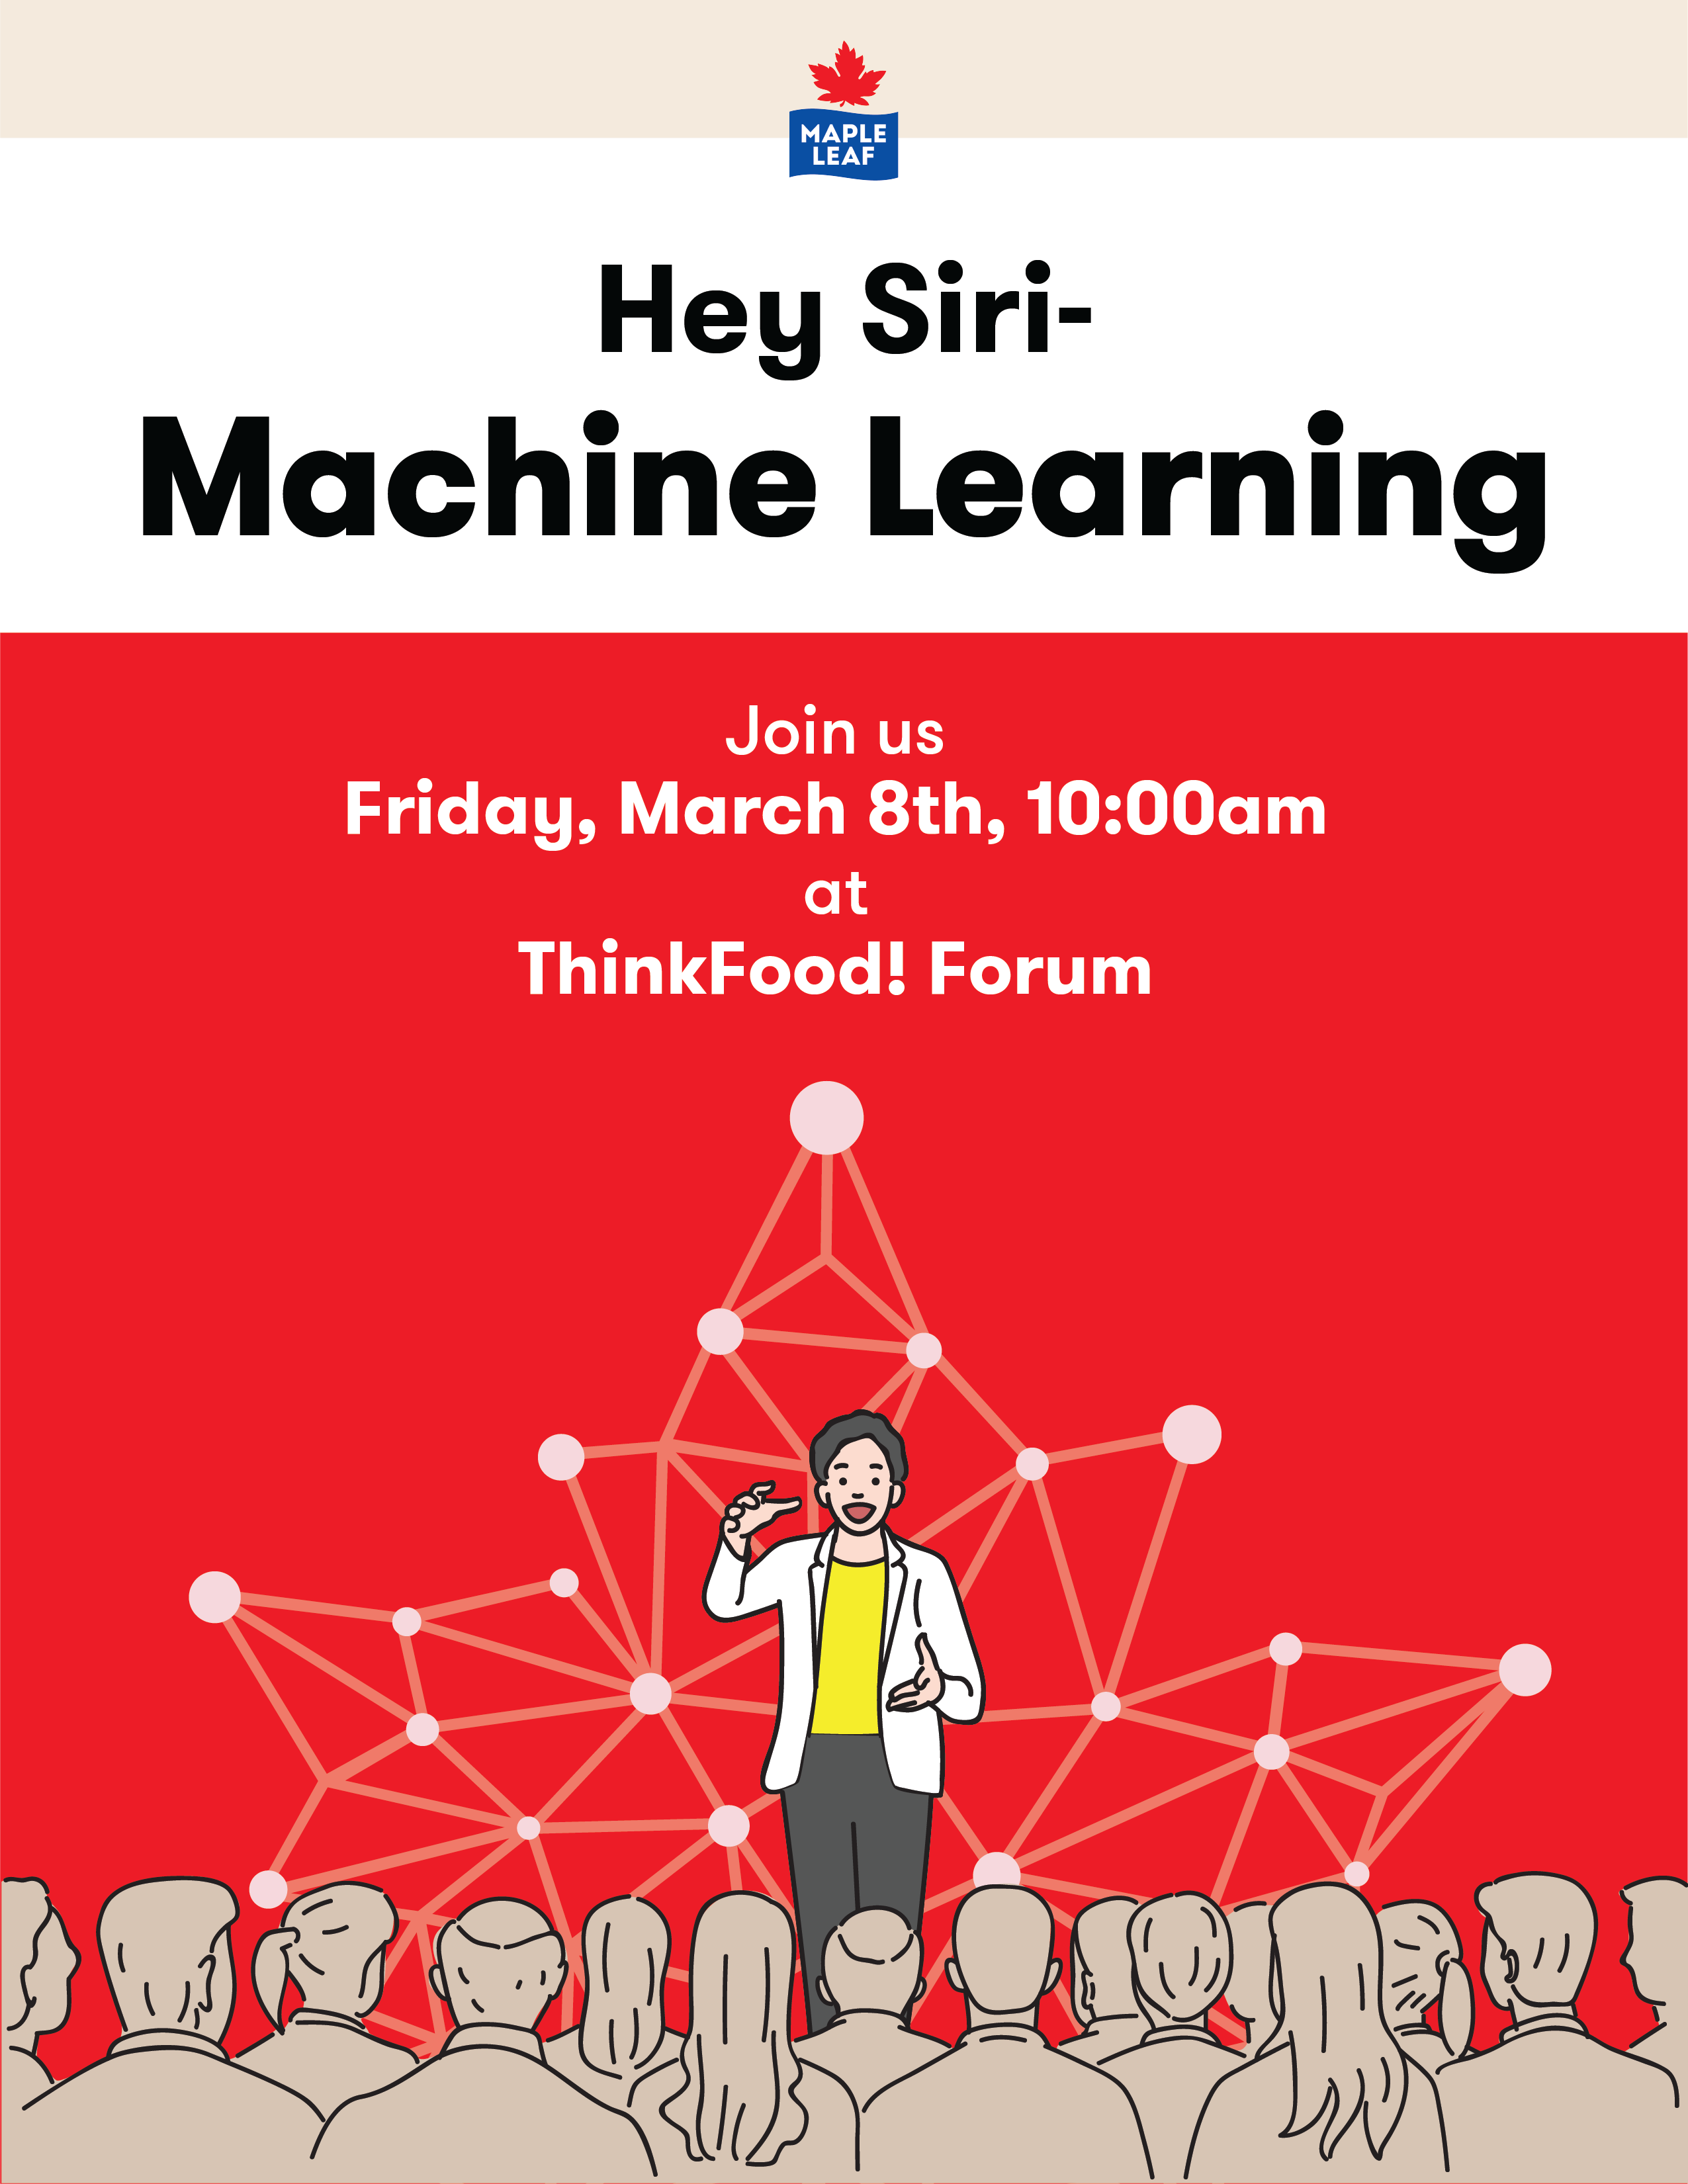 MAPLE
LEAF
Hey Siri-
Machine Learning
Join us
Friday, March 8th, 10:00am
at
ThinkFood! Forum